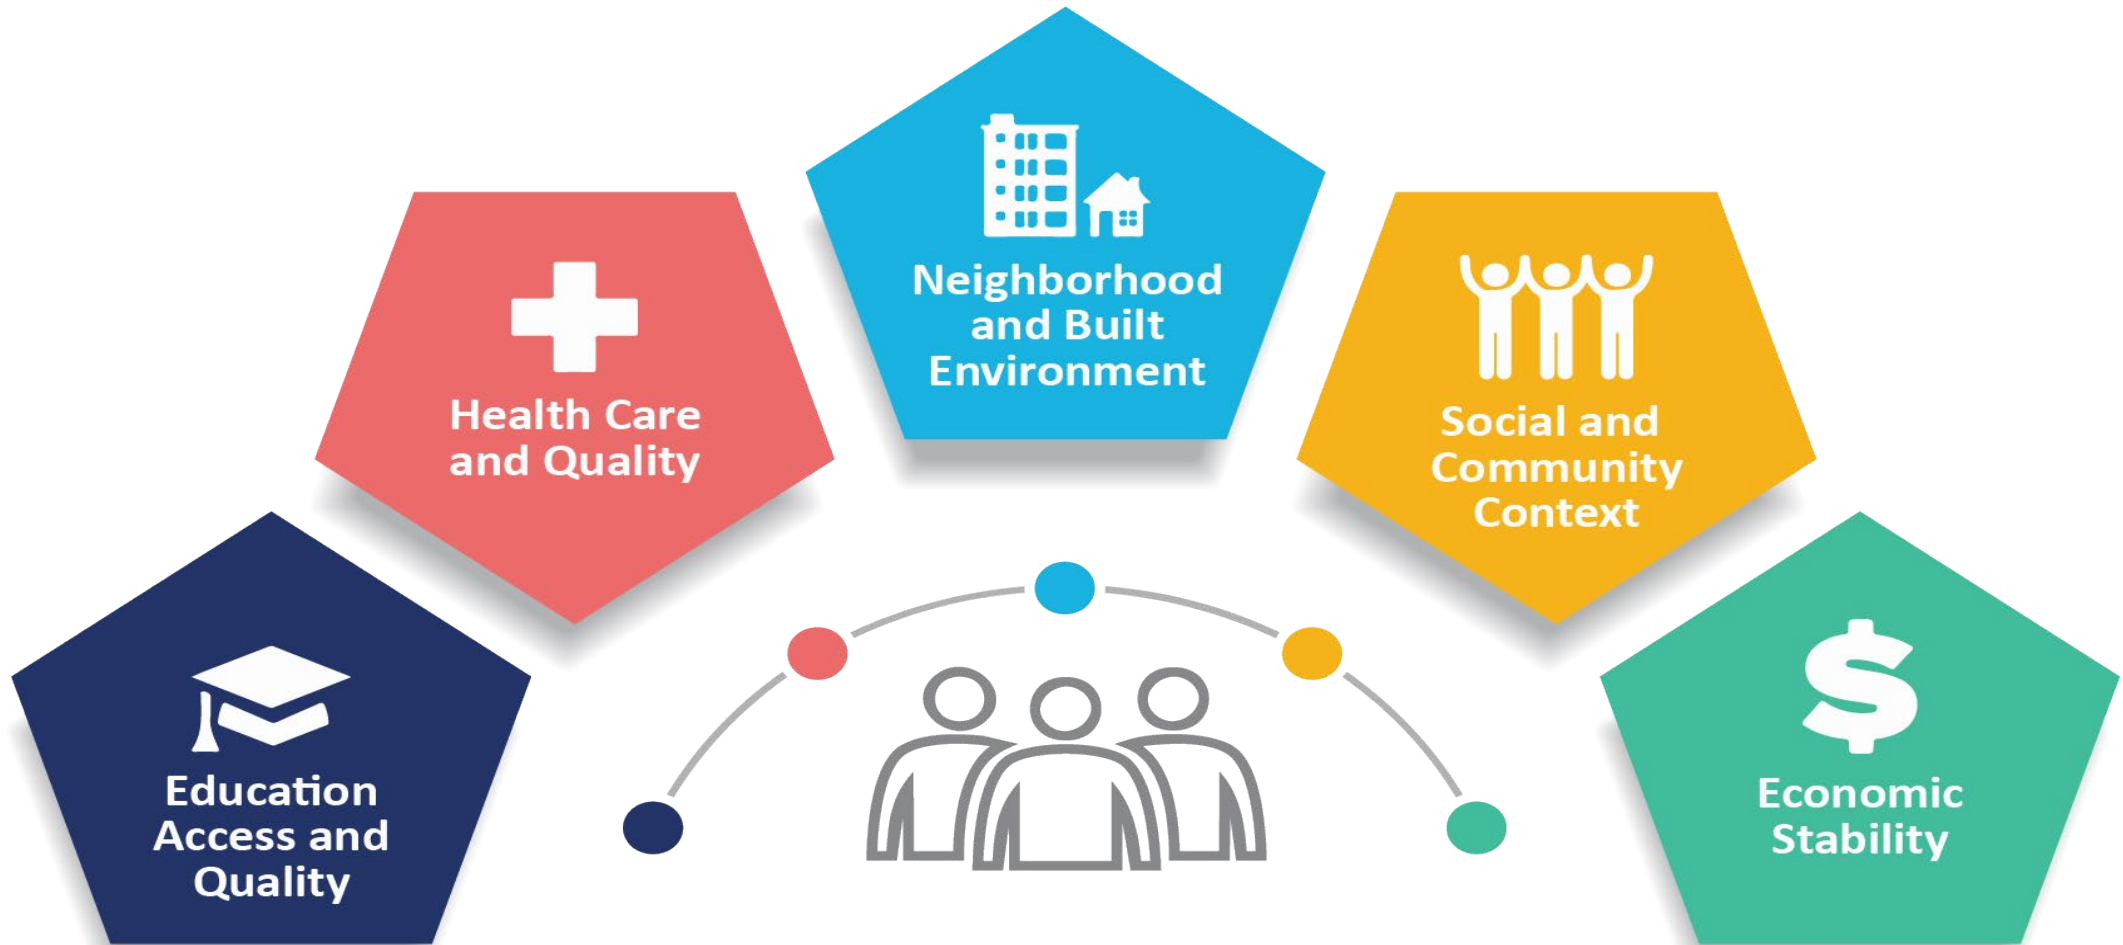 Neighborhood
and Built
Environment
Health Care
and Quality
Social and
Community
Context
Education
Access and
Quality
Economic
Stability